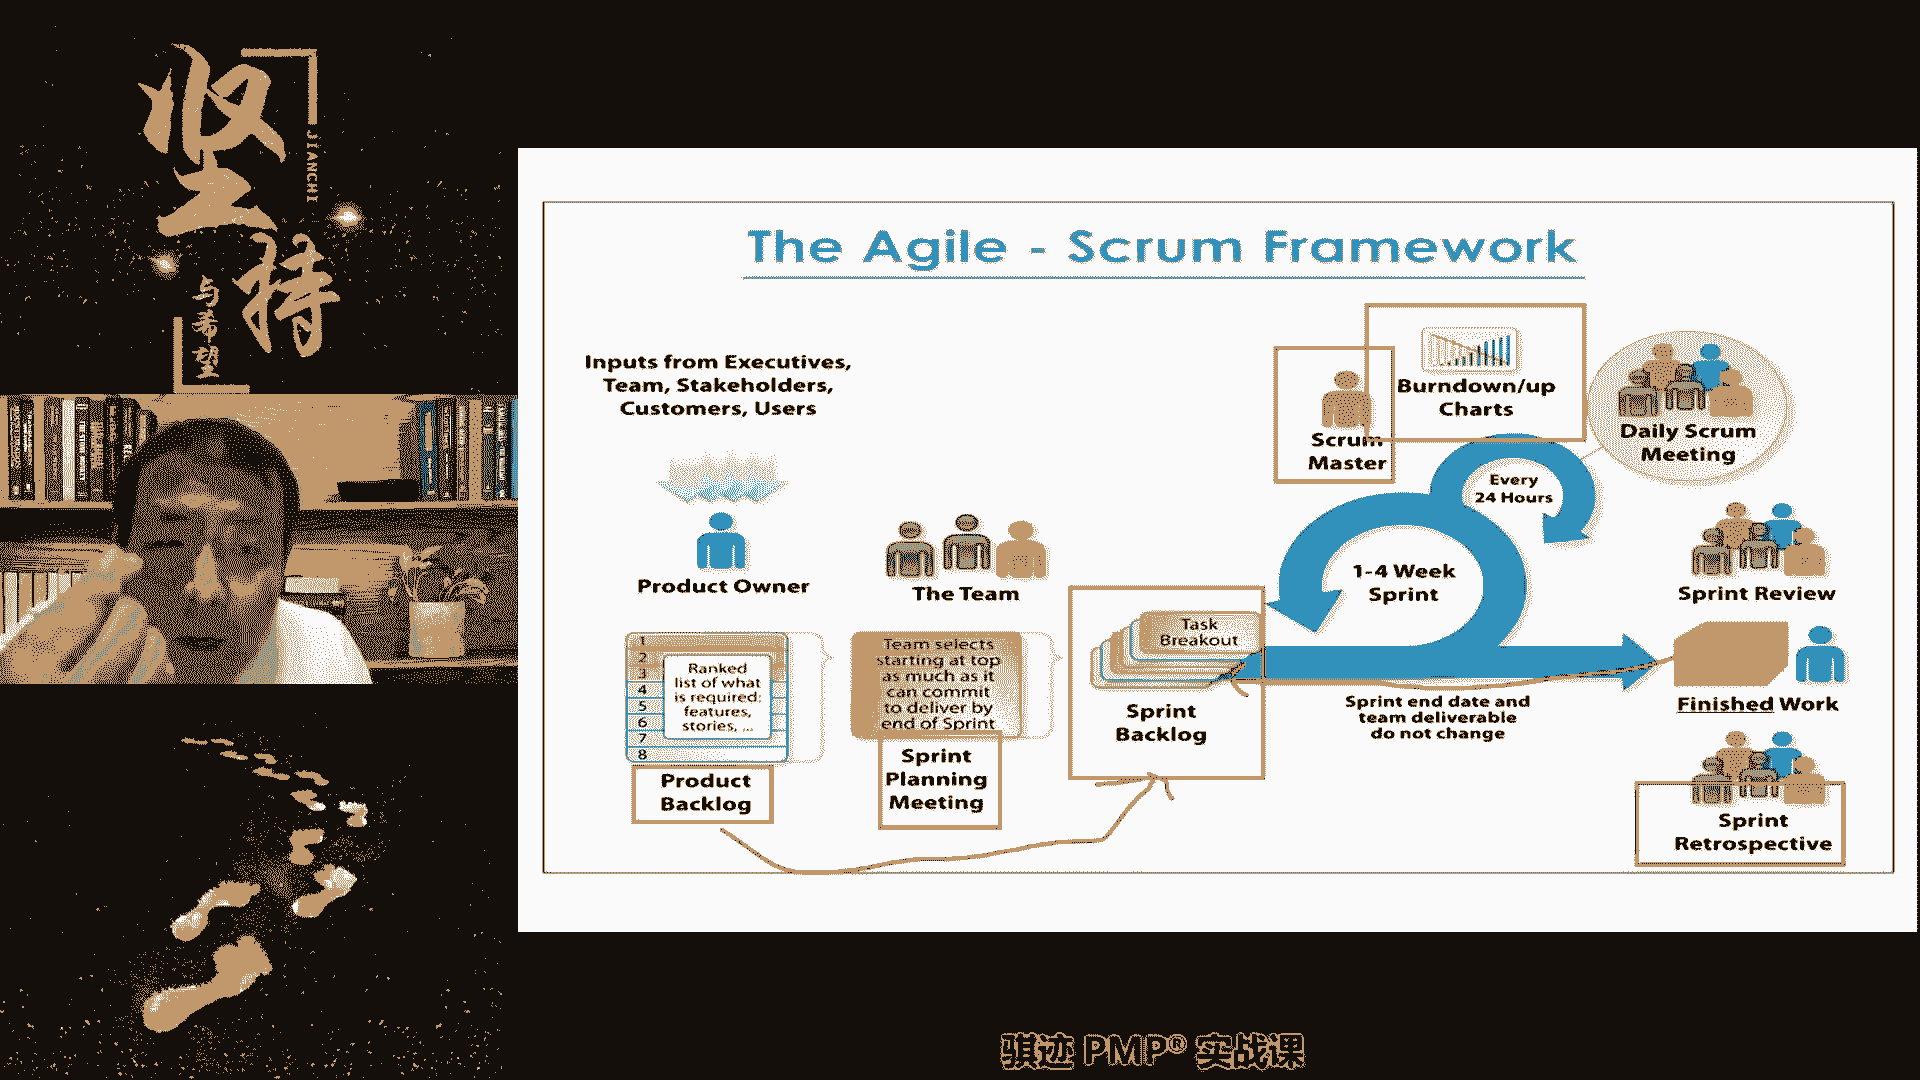 坚持
JIANCHI
与希望
The Agile - Scrum Framework
Inputs from Executives,
Team, Stakeholders,
Customers, Users
Product Owner
The Team
1
2
3
4
5
6
7
8
Ranked
list of what
is required:
features,
stories, ...
Product
Backlog
Team selects
starting at top
as much as it
can commit
to deliver by
end of Sprint
Sprint
Planning
Meeting
Task
Breakout
Sprint
Backlog
Scrum
Master
Burndown/up
Charts
Every
24 Hours
1-4 Week
Sprint
Sprint end date and
team deliverable
do not change
Daily Scrum
Meeting
Sprint Review
Finished Work
Sprint
Retrospective
骐迹 PMP® 实战课